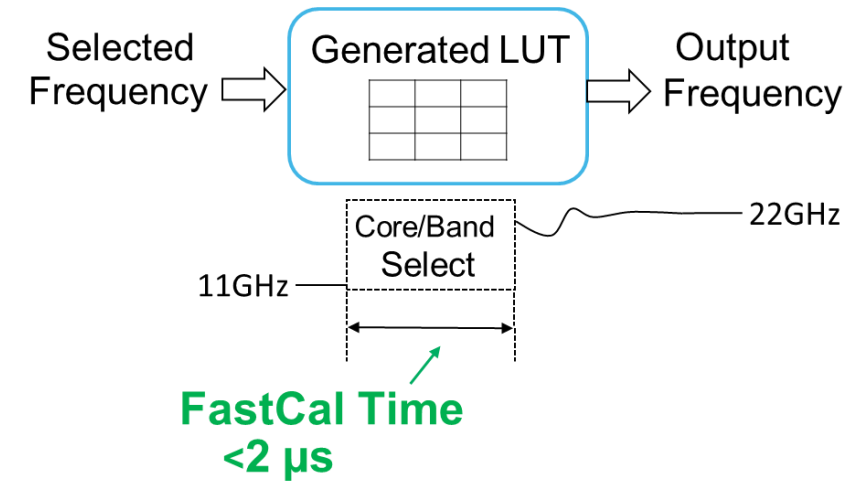 Selected
Frequency
Generated LUT
Output
Frequency
Core/Band
Select
22GHz
11GHz
FastCal Time
<2 µs